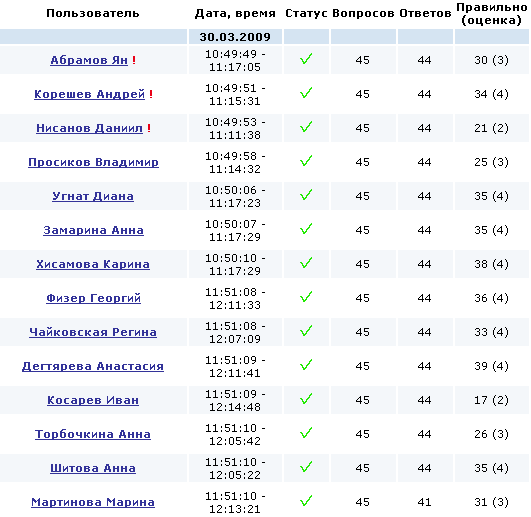 Пользователь Дата, время Статус Вопросов Ответов Правильно (оценка)
30.03.2009
Абрамов Ян ! 10:49:49 - 11:17:05 45 44 30 (3)
Корешев Андрей ! 10:49:51 - 11:15:31 45 44 34 (4)
Нисанов Даниил ! 10:49:53 - 11:11:38 45 44 21 (2)
Просиков Владимир 10:49:58 - 11:14:32 45 44 25 (3)
Угнат Диана 10:50:06 - 11:17:23 45 44 35 (4)
Замарина Анна 10:50:07 - 11:17:29 45 44 35 (4)
Хисамова Карина 10:50:10 - 11:17:29 45 44 38 (4)
Физер Георгий 11:51:08 - 12:11:33 45 44 36 (4)
Чайковская Регина 11:51:08 - 12:07:09 45 44 33 (4)
Дегтярева Анастасия 11:51:09 - 12:11:41 45 44 39 (4)
Косарев Иван 11:51:09 - 12:14:48 45 44 17 (2)
Торбочкина Анна 11:51:10 - 12:05:42 45 44 26 (3)
Шитова Анна 11:51:10 - 12:05:22 45 44 35 (4)
Мартинова Марина 11:51:10 - 12:13:21 45 41 31 (3)